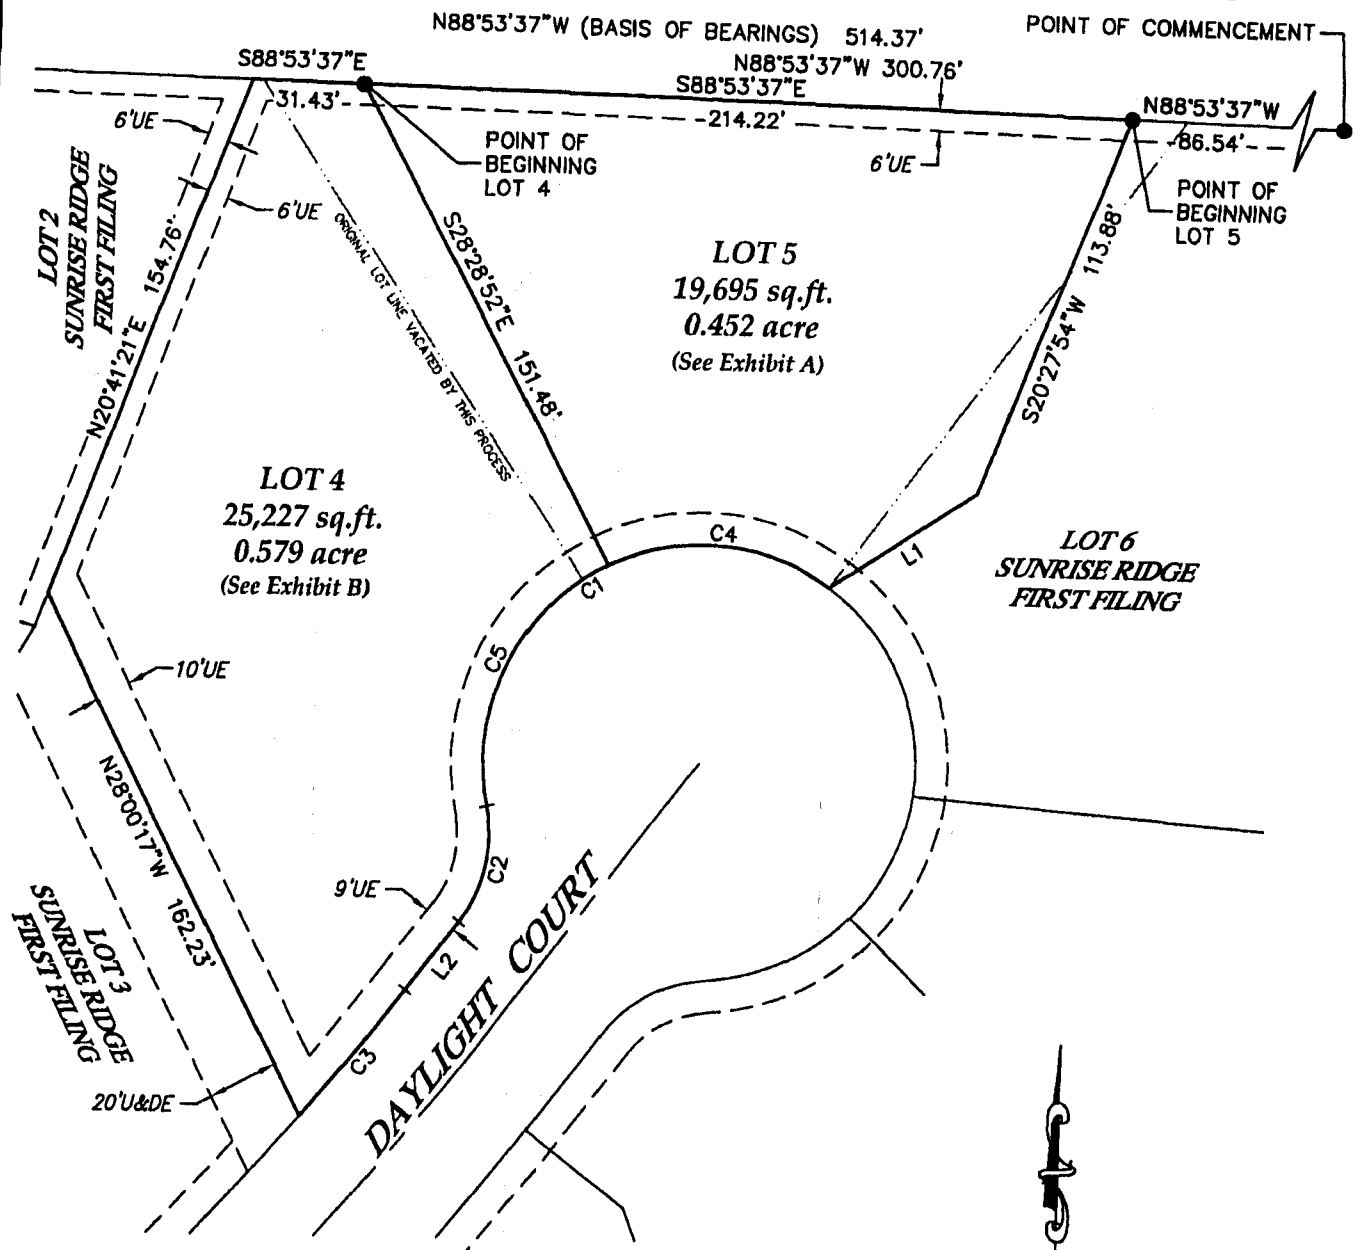 N88°53'37"W (BASIS OF BEARINGS) 514.37'
POINT OF COMMENCEMENT
S88°53'37"E
N88°53'37"W 300.76'
S88°53'37"E
31.43'
214.22'
N88°53'37"W
86.54'
6'UE
POINT OF
BEGINNING
LOT 4
6'UE
POINT OF
BEGINNING
LOT 5
6'UE
LOT 2
SUNRISE RIDGE
FIRST FILING
N20°41'21"E 154.76'
ORIGINAL LOT LINE VACATED BY THIS PROCESS
S28°28'52"E 151.48'
LOT 5
19,695 sq.ft.
0.452 acre
(See Exhibit A)
S20°27'54"W 113.88'
LOT 4
25,227 sq.ft.
0.579 acre
(See Exhibit B)
C4
L1
C1
LOT 6
SUNRISE RIDGE
FIRST FILING
C5
10'UE
N28°00'17"W 162.23'
C2
9'UE
L2
C3
DAYLIGHT COURT
LOT 3
SUNRISE RIDGE
FIRST FILING
20'U&DE